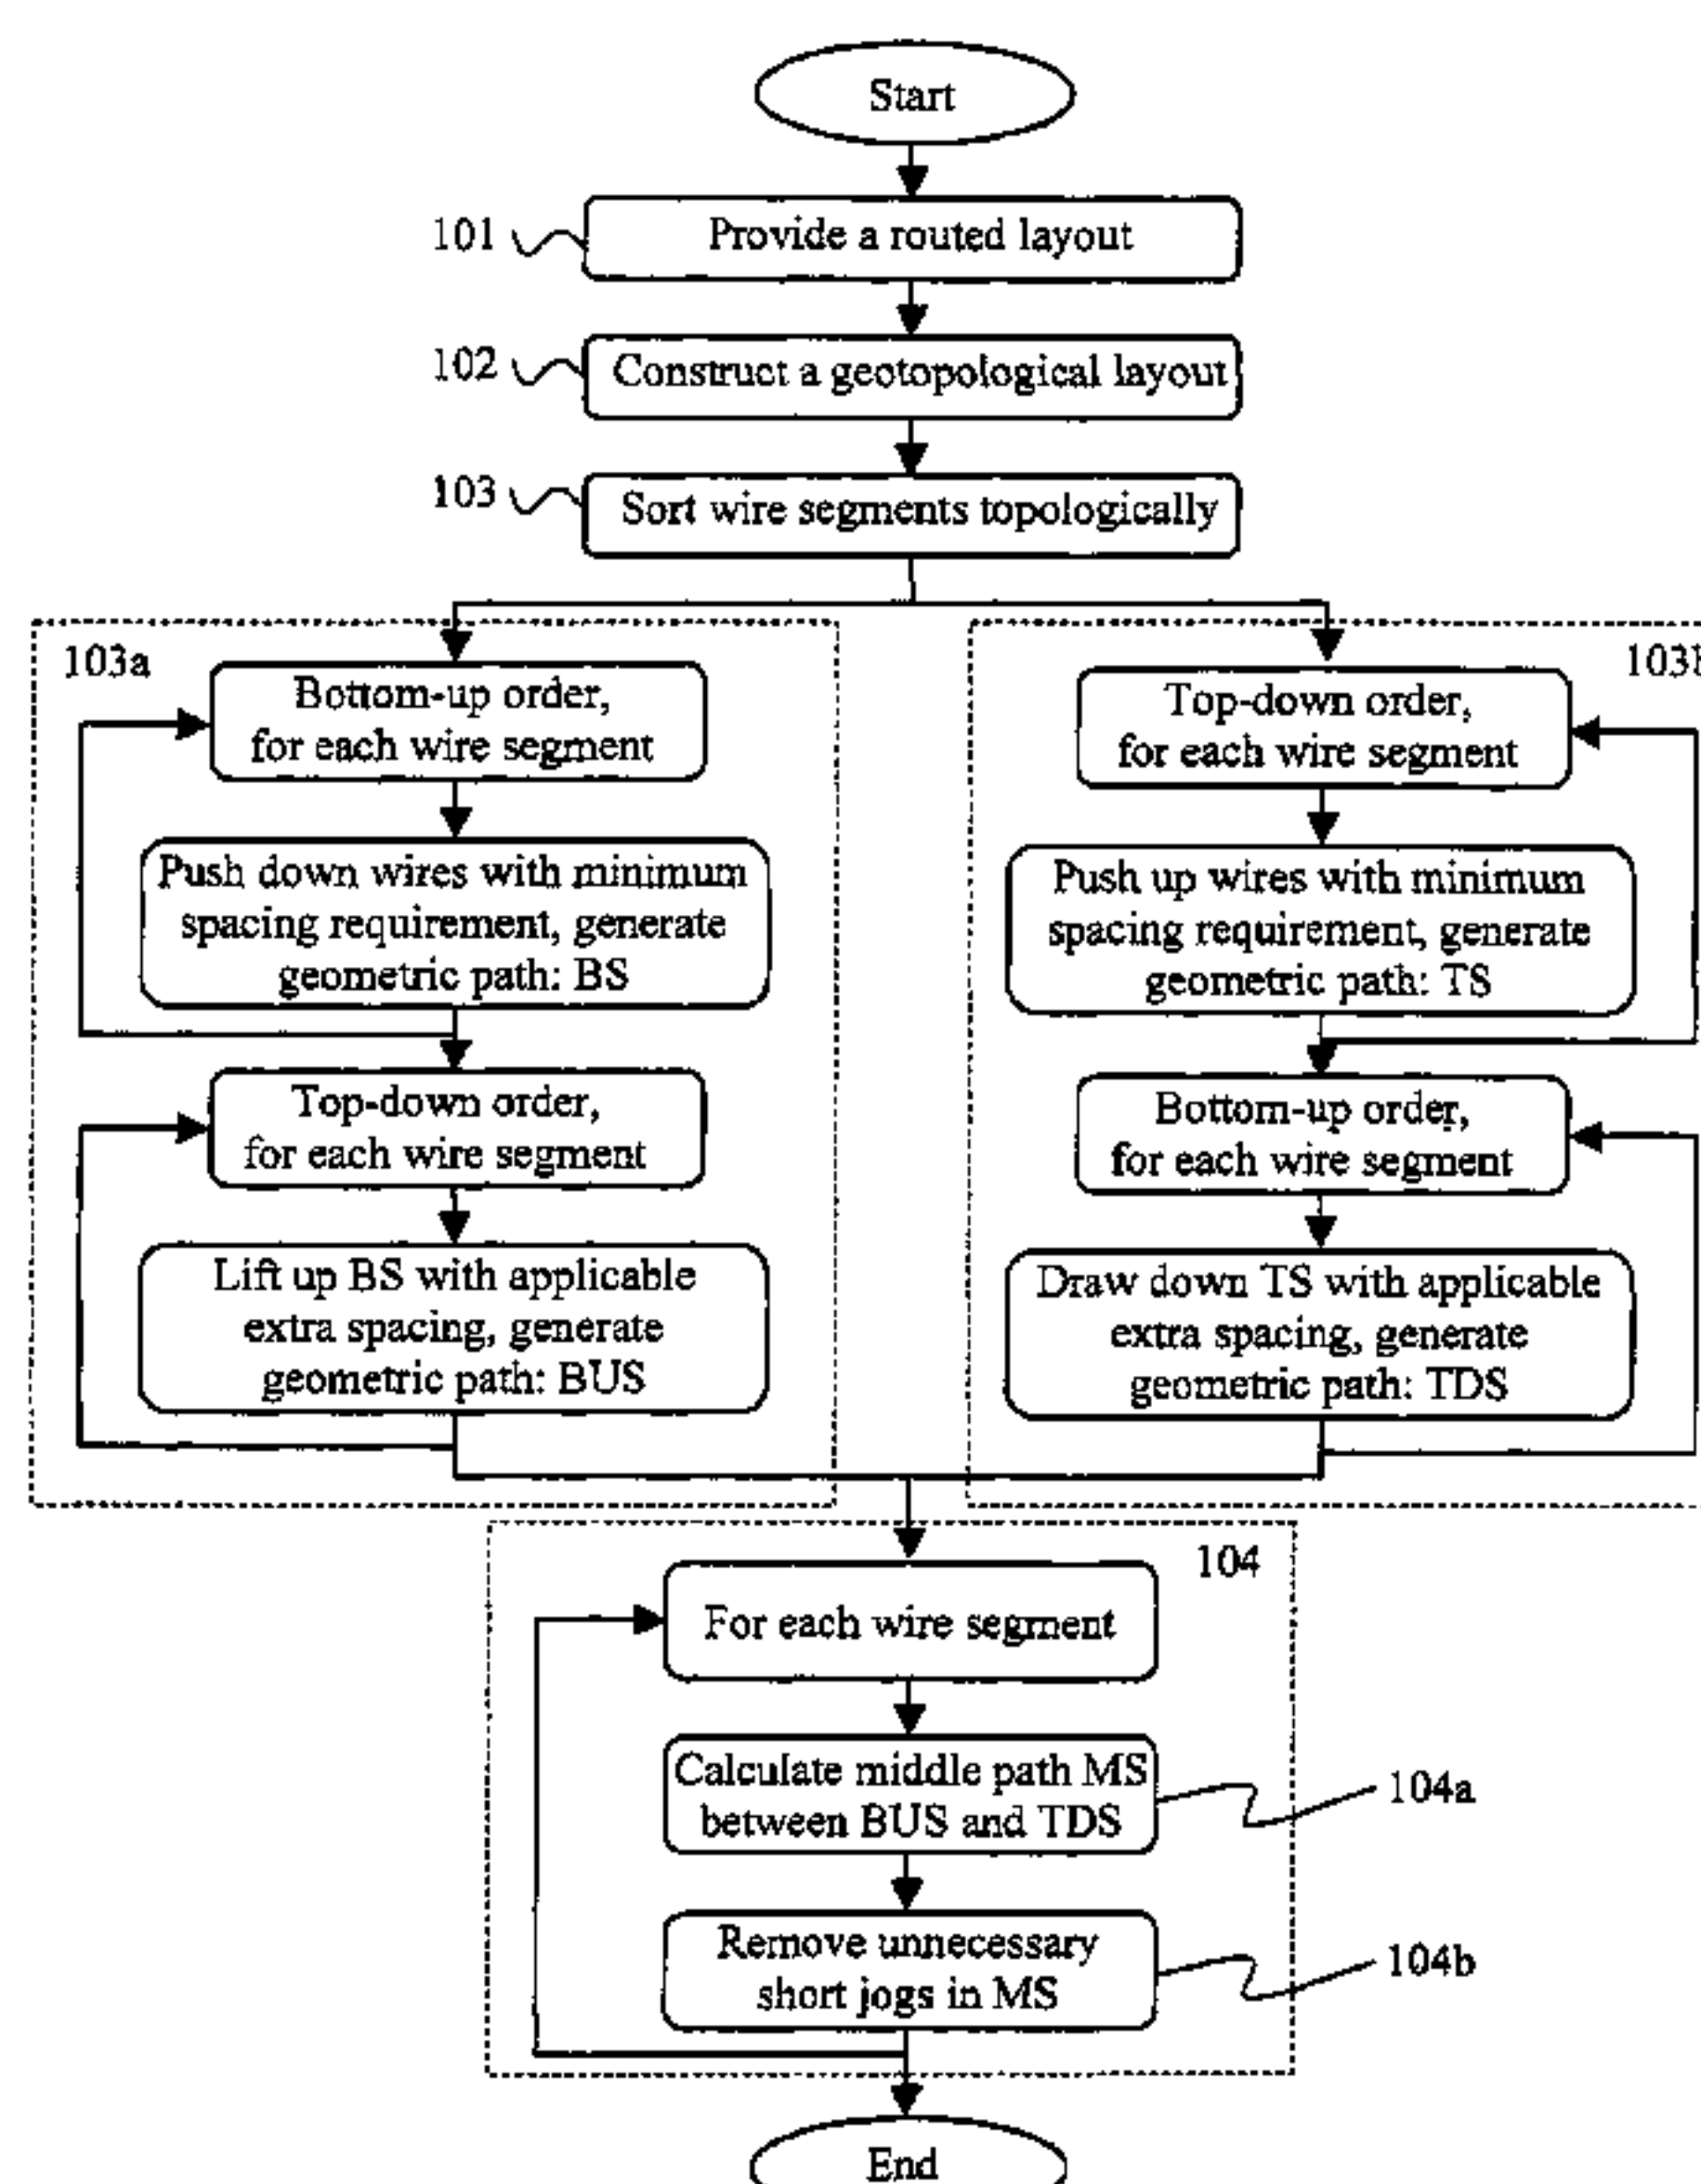 Start
101
Provide a routed layout
102
Construct a geotopological layout
103
Sort wire segments topologically
103a
Bottom-up order,
for each wire segment
Push down wires with minimum
spacing requirement, generate
geometric path: BS
Top-down order,
for each wire segment
Lift up BS with applicable
extra spacing, generate
geometric path: BUS
Top-down order,
for each wire segment
Push up wires with minimum
spacing requirement, generate
geometric path: TS
Bottom-up order,
for each wire segment
Draw down TS with applicable
extra spacing, generate
geometric path: TDS
104
For each wire segment
Calculate middle path MS
between BUS and TDS
104a
Remove unnecessary
short jogs in MS
104b
End